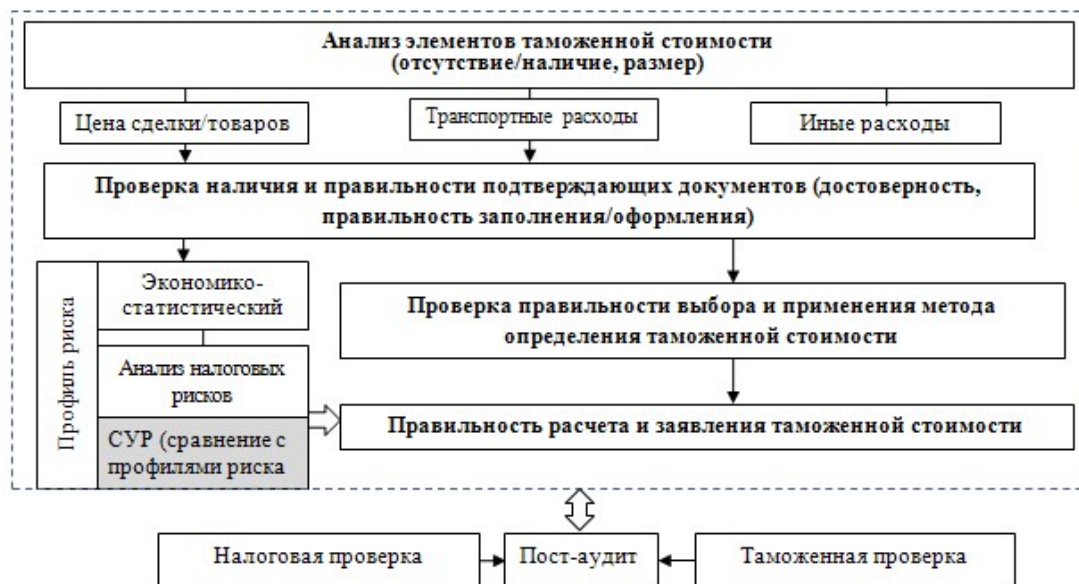 Анализ элементов таможенной стоимости
(отсутствие/наличие, размер)
Цена сделки/товаров
Транспортные расходы
Иные расходы
Проверка наличия и правильности подтверждающих документов (достоверность,
правильность заполнения/оформления)
Профиль риска
Экономико-
статистический
Анализ налоговых
рисков
СУР (сравнение с
профилями риска
Проверка правильности выбора и применения метода
определения таможенной стоимости
Правильность расчета и заявления таможенной стоимости
Налоговая проверка
Пост-аудит
Таможенная проверка